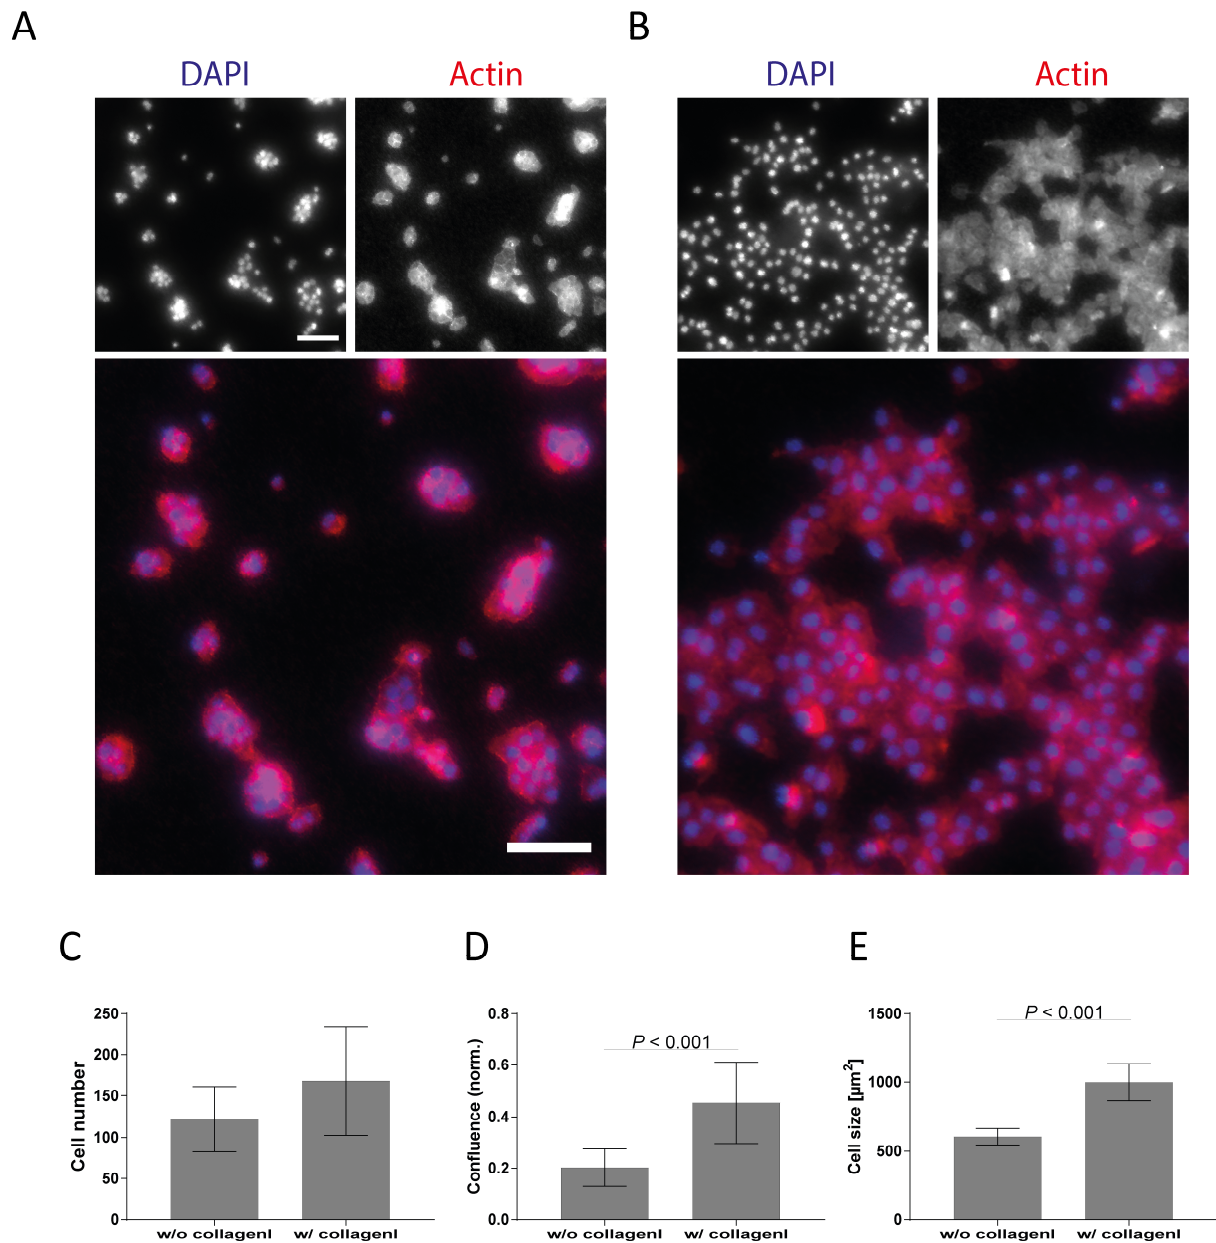 A
B
DAPI
Actin
DAPI
Actin
C
D
E
250
200
150
100
50
0
Cell number
w/o collagenI
w/ collagenI
0.8
0.6
0.4
0.2
0.0
Confluence (norm.)
P < 0.001
w/o collagenI
w/ collagenI
1500
1000
500
0
Cell size [µm²]
P < 0.001
w/o collagenI
w/ collagenI